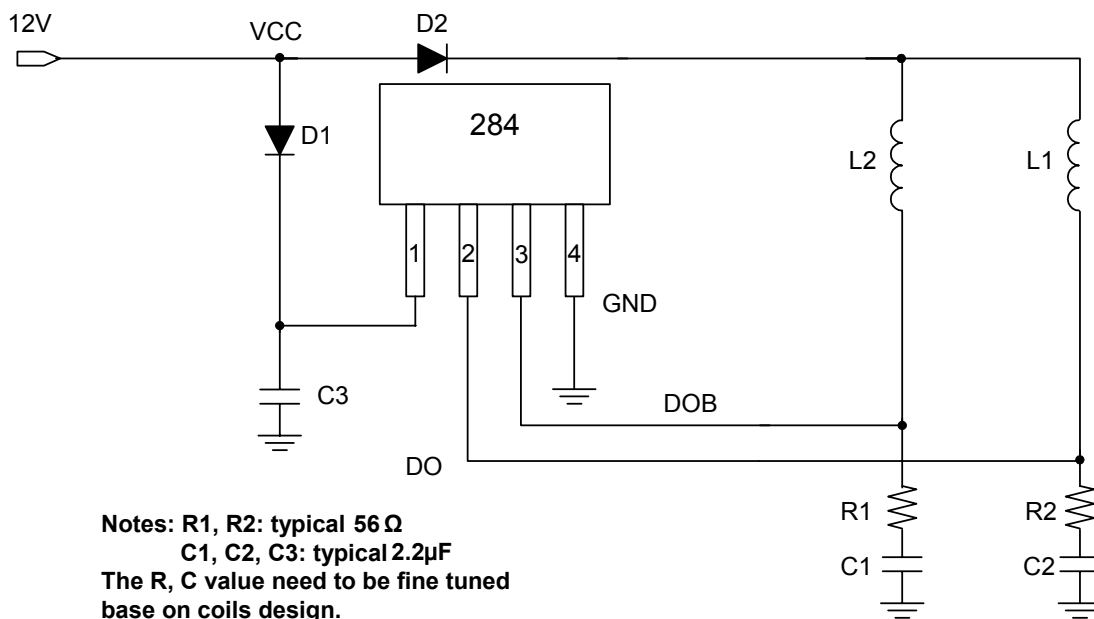 12V
VCC
D2
284
D1
L2
L1
1 2 3 4
GND
C3
DOB
DO
R1
R2
C1
C2
Notes: R1, R2: typical 56 Ω
C1, C2, C3: typical 2.2µF
The R, C value need to be fine tuned
base on coils design.